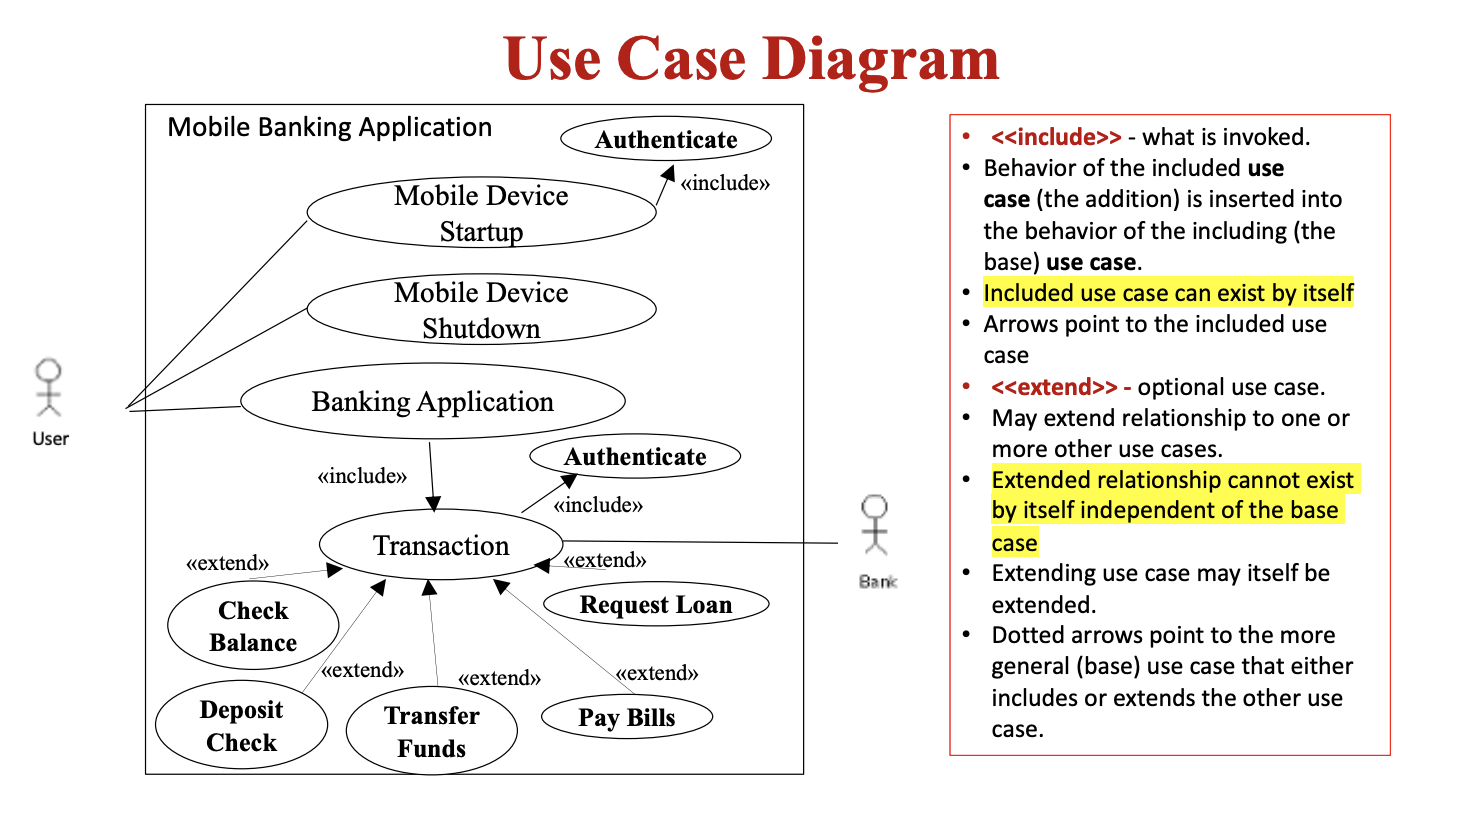 Use Case Diagram
Mobile Banking Application
Authenticate
«include»
Mobile Device
Startup
Mobile Device
Shutdown
Banking Application
User
«include»
Authenticate
«include»
Transaction
«extend»
«extend»
Check
Balance
Request Loan
«extend»
«extend»
«extend»
Deposit
Check
Transfer
Funds
Pay Bills
Bank
• <<include>> - what is invoked.
• Behavior of the included use
case (the addition) is inserted into
the behavior of the including (the
base) use case.
• Included use case can exist by itself
• Arrows point to the included use
case
• <<extend>> - optional use case.
• May extend relationship to one or
more other use cases.
• Extended relationship cannot exist
by itself independent of the base
case
• Extending use case may itself be
extended.
• Dotted arrows point to the more
general (base) use case that either
includes or extends the other use
case.